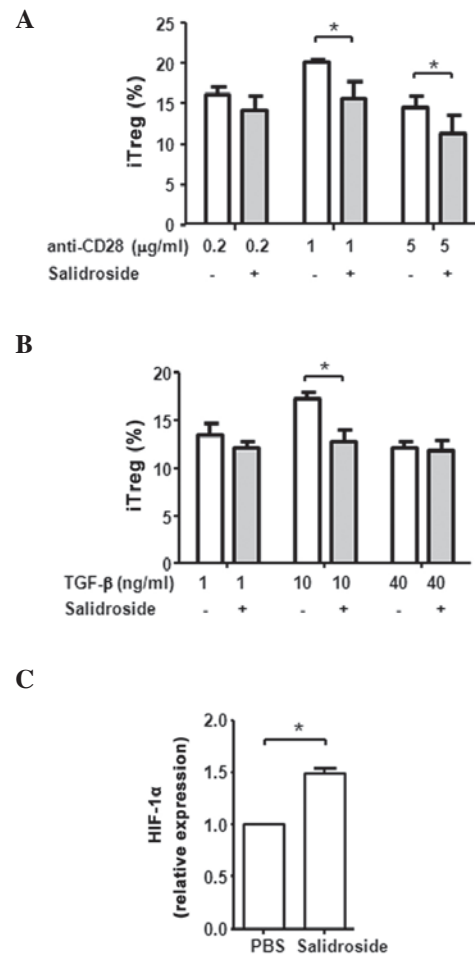 A
iTreg (%)
25
20
15
10
5
0
*
*
anti-CD28 (μg/ml) 0.2 0.2 1 1 5 5
Salidroside - + - + - +
B
iTreg (%)
20
15
10
5
0
*
TGF-β (ng/ml) 1 1 10 10 40 40
Salidroside - + - + - +
C
HIF-1α
(relative expression)
2.0
1.5
1.0
0.5
0.0
*
PBS Salidroside